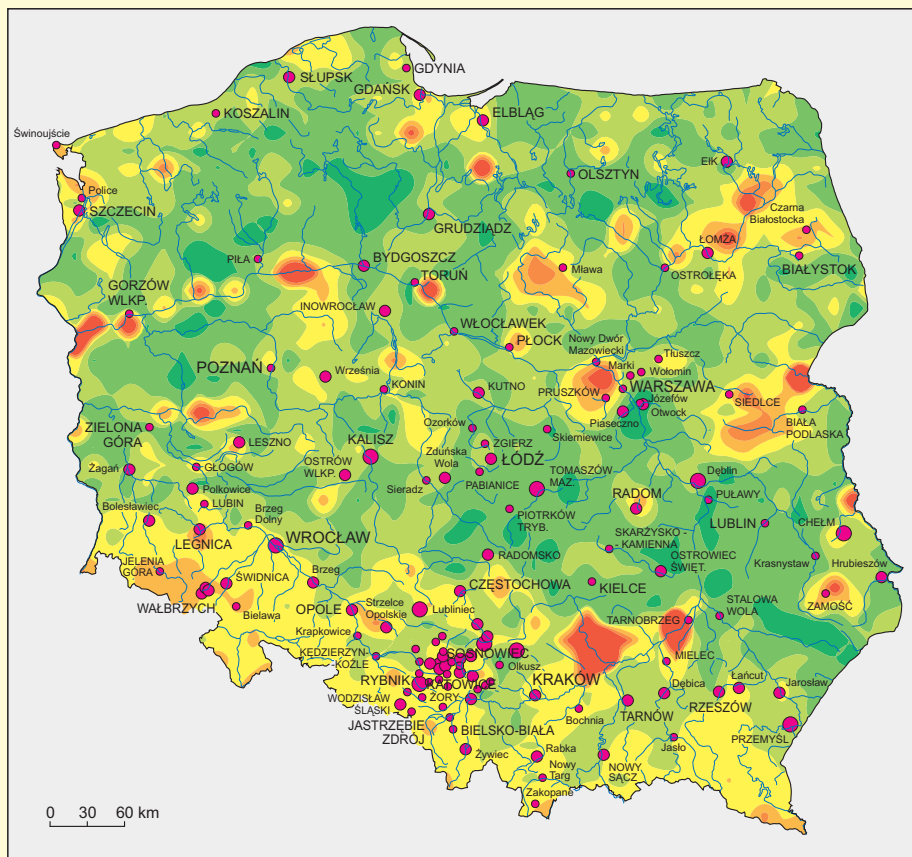 GDYNIA
SŁUPSK
GDAŃSK
KOSZALIN
ELBLĄG
Świnoujście
EŁK
OLSZTYN
Police
SZCZECIN
Czarna
Białostocka
GRUDZIĄDZ
ŁOMŻA
PIŁA
BYDGOSZCZ
Mława
OSTROŁĘKA
BIAŁYSTOK
TORUŃ
GORZÓW
WLKP.
INOWROCŁAW
WŁOCŁAWEK
PŁOCK
Nowy Dwór
Mazowiecki
Tłuszcz
Marki
Wołomin
POZNAŃ
Września
KONIN
KUTNO
WARSZAWA
PRUSZKÓW
Józefów
Otwock
Piaseczno
SIEDLCE
BIAŁA
PODLASKA
ZIELONA
GÓRA
LESZNO
KALISZ
Ozorków
ZGIERZ
Skierniewice
Żagań
GŁOGÓW
OSTRÓW
WLKP.
Zduńska
Wola
ŁÓDŹ
Sieradz
PABIANICE
TOMASZÓW
MAZ.
Dęblin
Polkowice
LUBIN
RADOM
PUŁAWY
Bolesławiec
Brzeg
Dolny
PIOTRKÓW
TRYB.
LUBLIN
CHEŁM
LEGNICA
WROCŁAW
SKARŻYSKO
-KAMIENNA
RADOMSKO
OSTROWIEC
ŚWIĘT.
Krasnystaw
Hrubieszów
JELENIA
GÓRA
ŚWIDNICA
Brzeg
CZĘSTOCHOWA
KIELCE
ZAMOŚĆ
WAŁBRZYCH
Bielawa
OPOLE
Strzelce
Opolskie
Lubliniec
STALOWA
WOLA
TARNOBRZEG
Krapkowice
KĘDZIERZYN-
KOŹLE
SOSNOWIEC
Olkusz
MIELEC
RYBNIK
KATOWICE
KRAKÓW
Łańcut
Jarosław
WODZISŁAW
ŚLĄSKI
ŻORY
Dębica
RZESZÓW
Bochnia
TARNÓW
JASTRZĘBIE
ZDRÓJ
BIELSKO-BIAŁA
PRZEMYŚL
Jasło
Żywiec
Rabka
Nowy
Targ
NOWY
SĄCZ
Zakopane
0 30 60 km